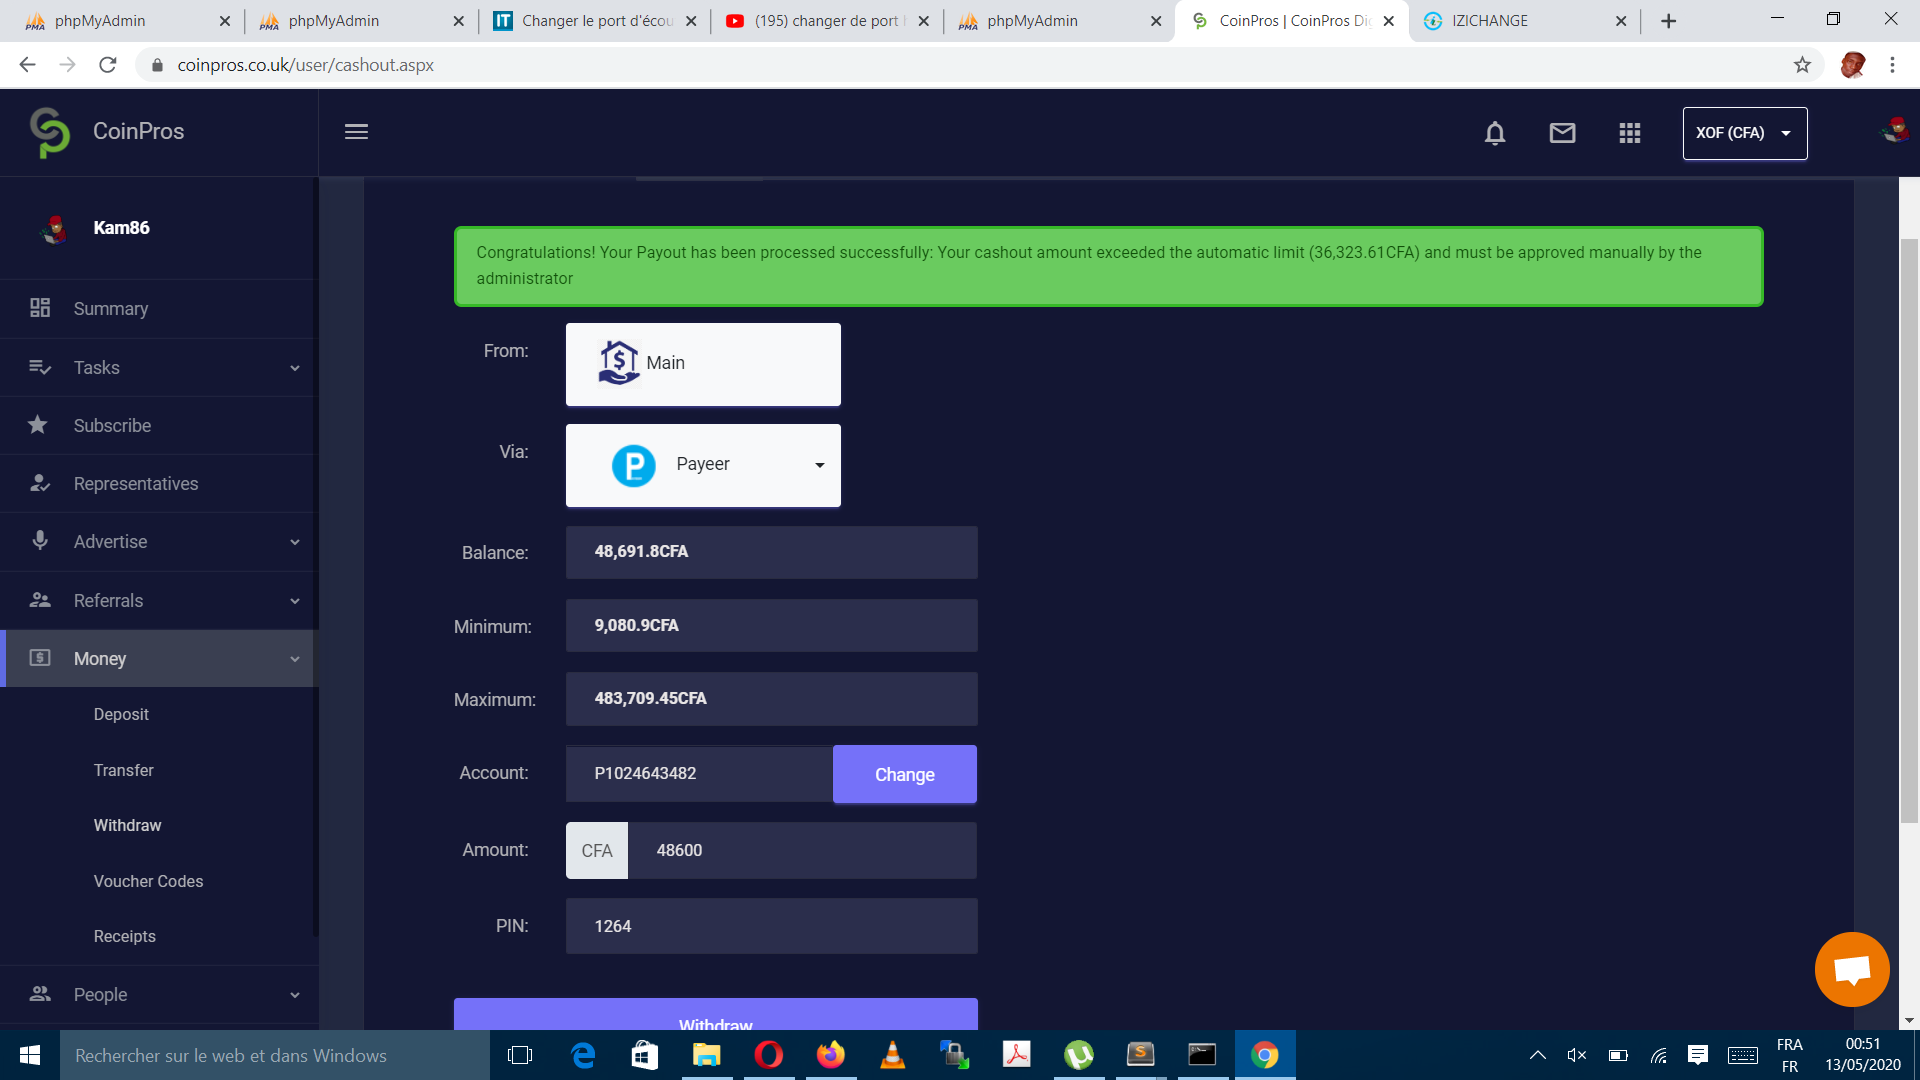 phpMyAdmin
phpMyAdmin
Changer le port d'écou
(195) changer de port
phpMyAdmin
CoinPros | CoinPros Di
IZICHANGE
coinpros.co.uk/user/cashout.aspx
CoinPros
XOF (CFA)
Kam86
Summary
Tasks
Subscribe
Representatives
Advertise
Referrals
Money
Deposit
Transfer
Withdraw
Voucher Codes
Receipts
People
Congratulations! Your Payout has been processed successfully: Your cashout amount exceeded the automatic limit (36,323.61CFA) and must be approved manually by the
administrator
From:
Main
Via:
Payeer
Balance:
48,691.8CFA
Minimum:
9,080.9CFA
Maximum:
483,709.45CFA
Account:
P1024643482
Change
Amount:
CFA
48600
PIN:
1264
Withdraw
Rechercher sur le web et dans Windows
FRA
FR
00:51
13/05/2020